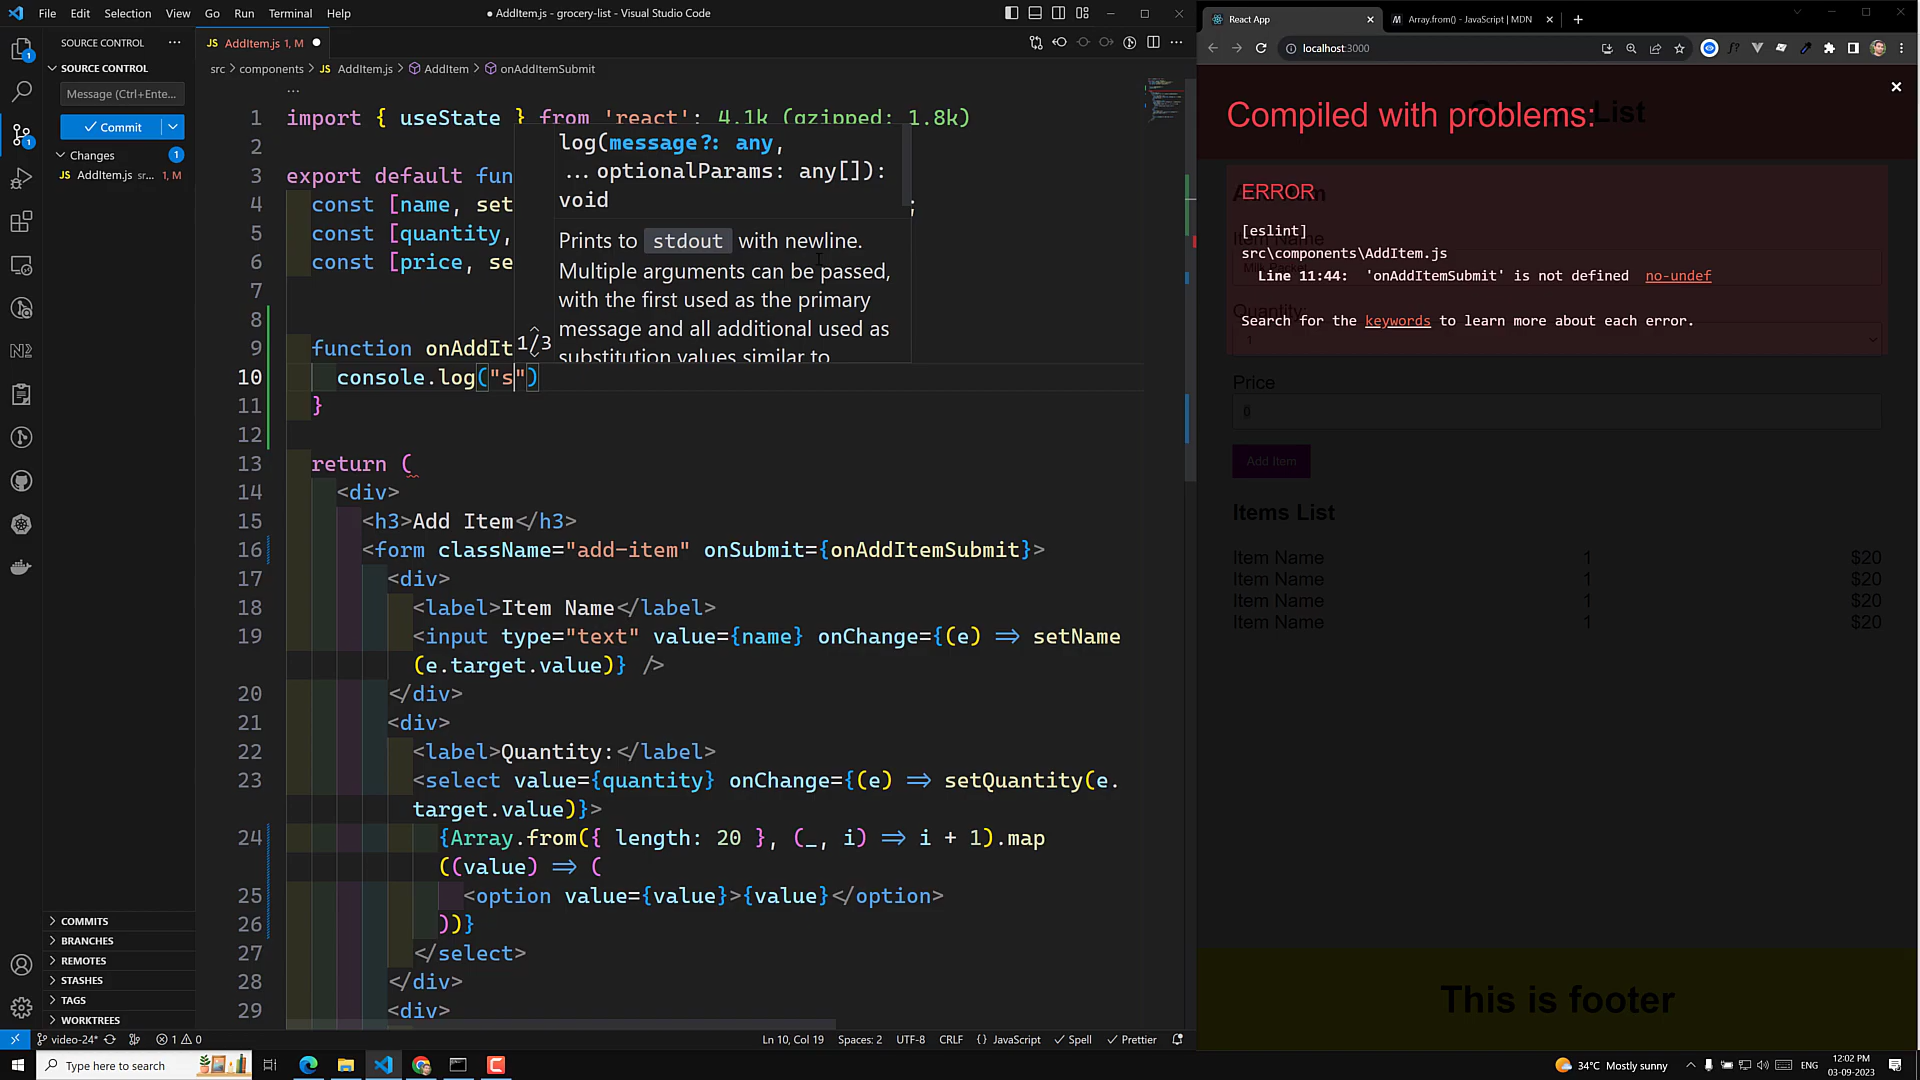 File Edit Selection View Go Run Terminal Help
● AddItem.js - grocery-list - Visual Studio Code
SOURCE CONTROL
SOURCE CONTROL
Message (Ctrl+Ente...
Commit
Changes 1
AddItem.js sr... 1, M
COMMITS
BRANCHES
REMOTES
STASHES
TAGS
WORKTREES
JS AddItem.js 1, M ●
src > components > JS AddItem.js > AddItem > onAddItemSubmit
1 import { useState } from 'react'; 4.1k (gzipped: 1.8k)
2
3 export default fun
4 const [name, set ;
5 const [quantity,
6 const [price, se
7
8
9 function onAddIt
10 console.log("s")
11 }
12
13 return (
14 <div>
15 <h3>Add Item</h3>
16 <form className="add-item" onSubmit={onAddItemSubmit}>
17 <div>
18 <label>Item Name</label>
19 <input type="text" value={name} onChange={(e) => setName
(e.target.value)} />
20 </div>
21 <div>
22 <label>Quantity:</label>
23 <select value={quantity} onChange={(e) => setQuantity(e.
target.value)}>
24 {Array.from({ length: 20 }, (_, i) => i + 1).map
((value) => (
25 <option value={value}>{value}</option>
26 ))}
27 </select>
28 </div>
29 <div>
log(message?: any,
...optionalParams: any[]):
void
Prints to stdout with newline.
Multiple arguments can be passed,
with the first used as the primary
message and all additional used as
substitution values similar to
1/3
video-24* 1 0
Ln 10, Col 19 Spaces: 2 UTF-8 CRLF {} JavaScript Spell Prettier
React App
Array.from() - JavaScript | MDN
localhost:3000
Compiled with problems:
List
ERROR
[eslint]
src\components\AddItem.js
Line 11:44: 'onAddItemSubmit' is not defined no-undef
Search for the keywords to learn more about each error.
1
Price
0
Add Item
Items List
Item Name 1 $20
Item Name 1 $20
Item Name 1 $20
Item Name 1 $20
This is footer
Type here to search
34°C Mostly sunny
ENG
12:02 PM
03-09-2023